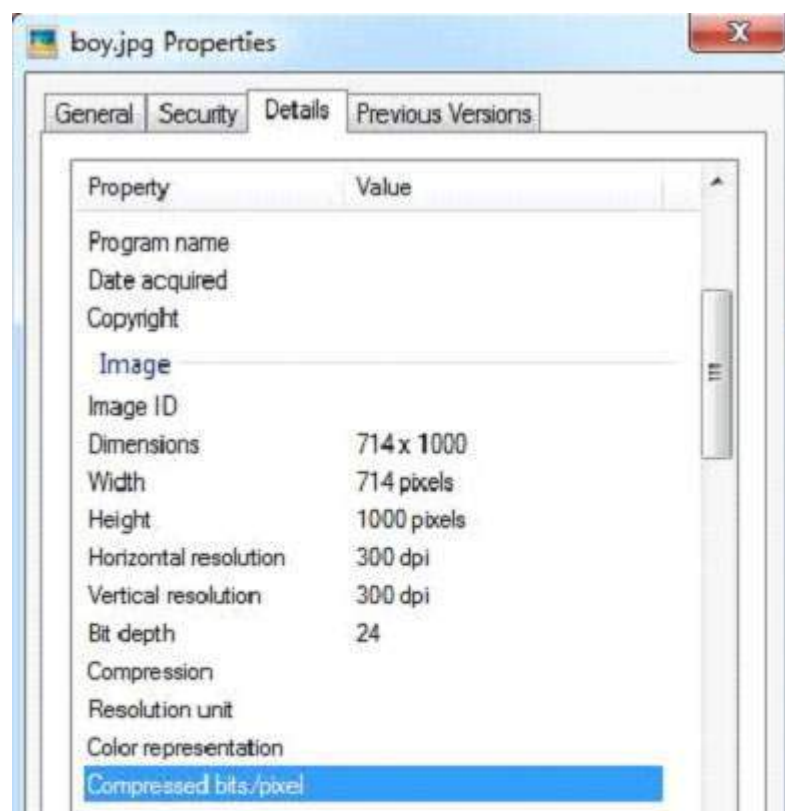 boy.jpg Properties
General Security Details Previous Versions
Property Value
Program name
Date acquired
Copyright
Image
Image ID
Dimensions 714 x 1000
Width 714 pixels
Height 1000 pixels
Horizontal resolution 300 dpi
Vertical resolution 300 dpi
Bit depth 24
Compression
Resolution unit
Color representation
Compressed bits/pixel